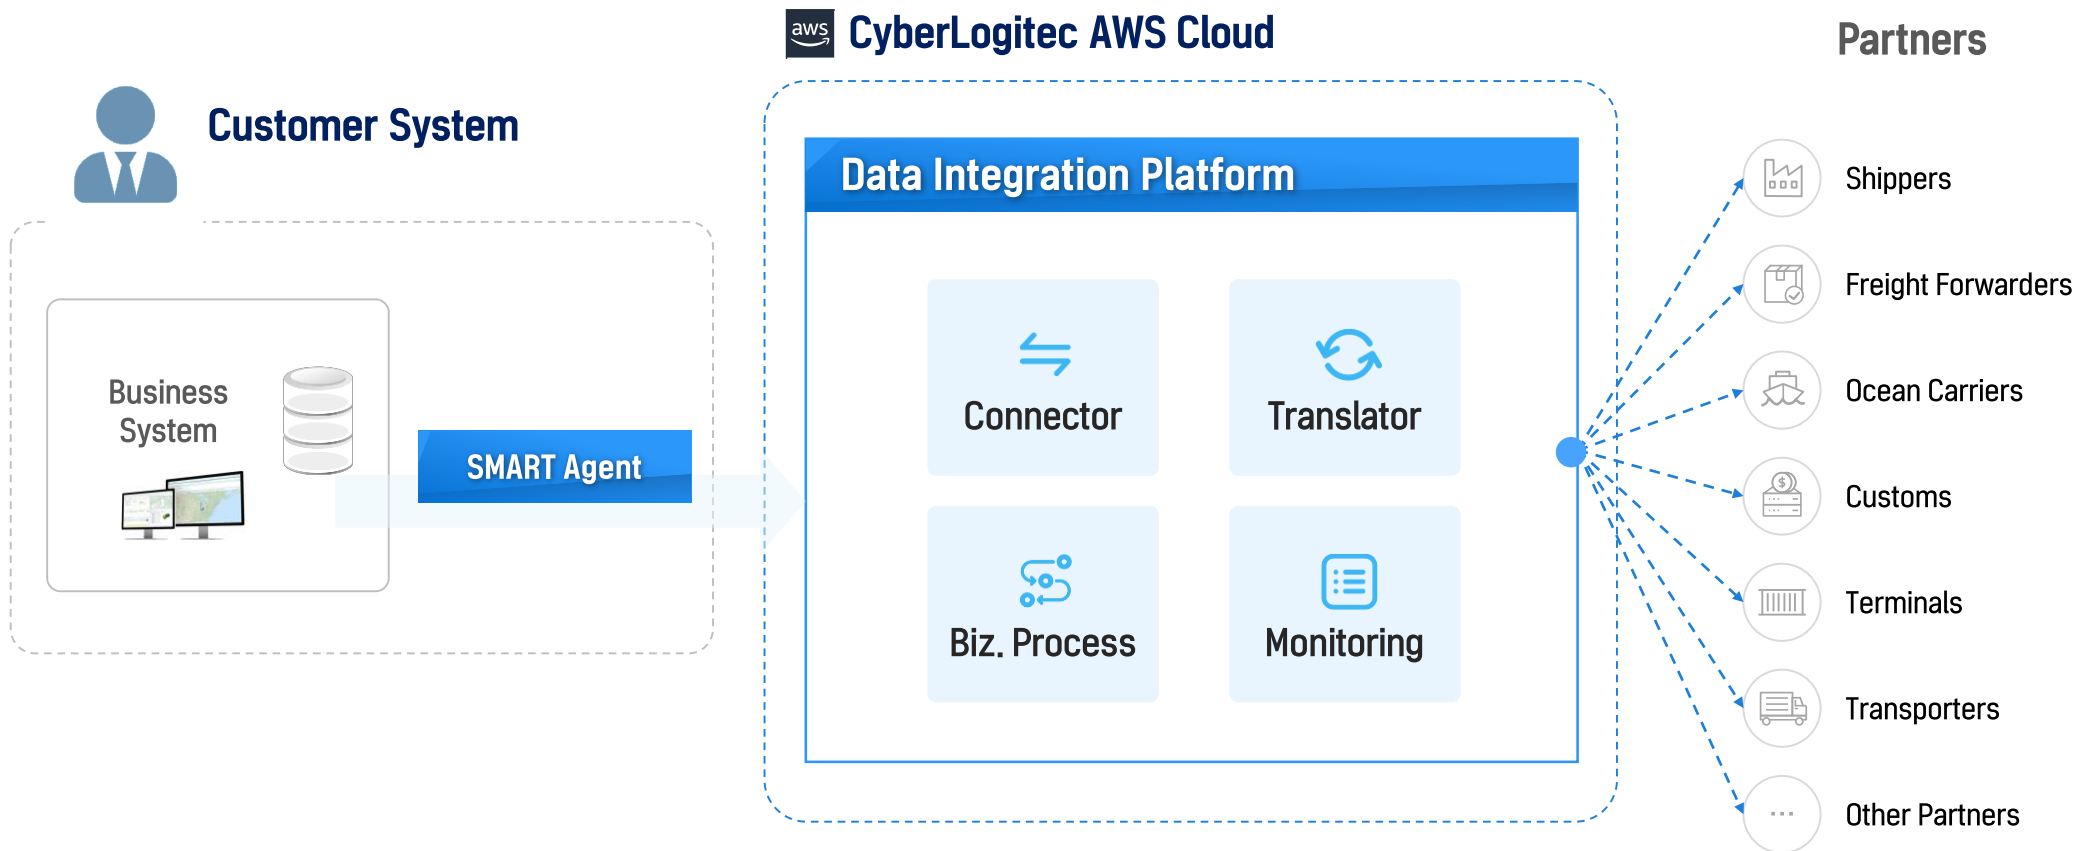 aws
CyberLogitec AWS Cloud
Partners
Customer System
Data Integration Platform
Business
System
SMART Agent
Connector
Translator
Biz. Process
Monitoring
Shippers
Freight Forwarders
Ocean Carriers
$
Customs
Terminals
Transporters
...
Other Partners